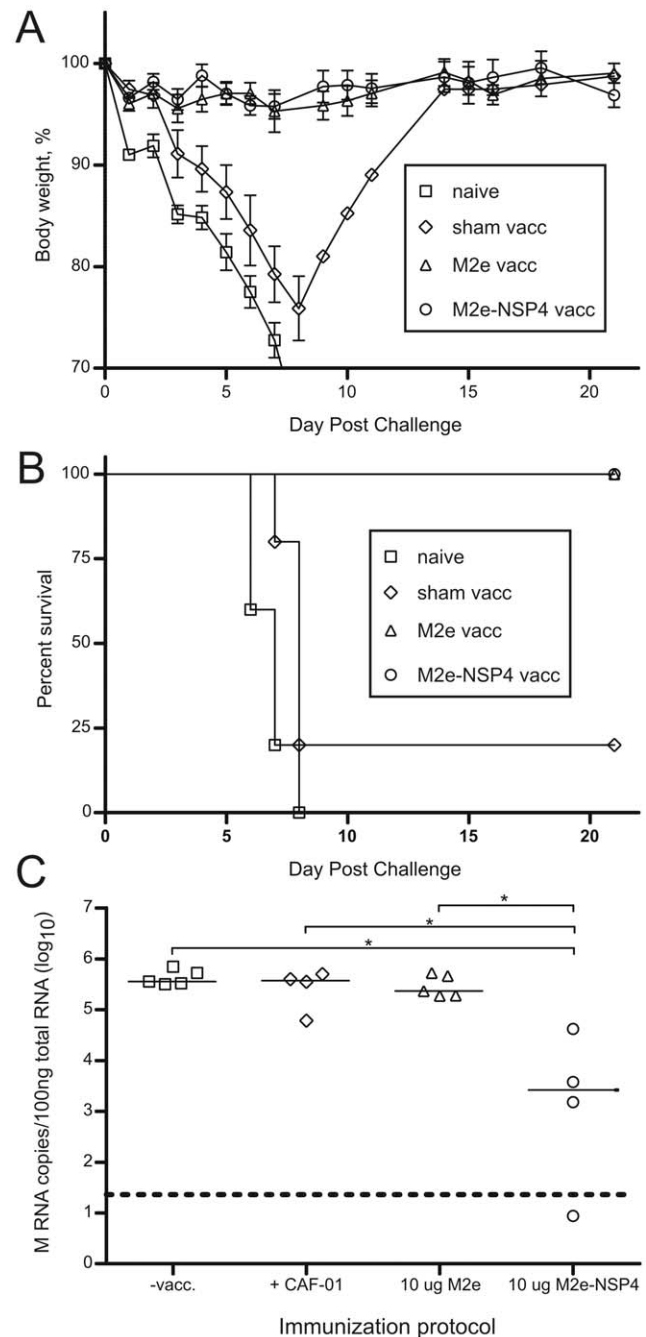 A
Body weight, %
100
90
80
70
0
5
10
15
20
Day Post Challenge
naive
sham vacc
M2e vacc
M2e-NSP4 vacc
B
Percent survival
100
75
50
25
0
0
5
10
15
20
Day Post Challenge
naive
sham vacc
M2e vacc
M2e-NSP4 vacc
C
M RNA copies/100ng total RNA (log10)
7
6
5
4
3
2
1
0
*
*
*
-vacc.
+ CAF-01
10 ug M2e
10 ug M2e-NSP4
Immunization protocol